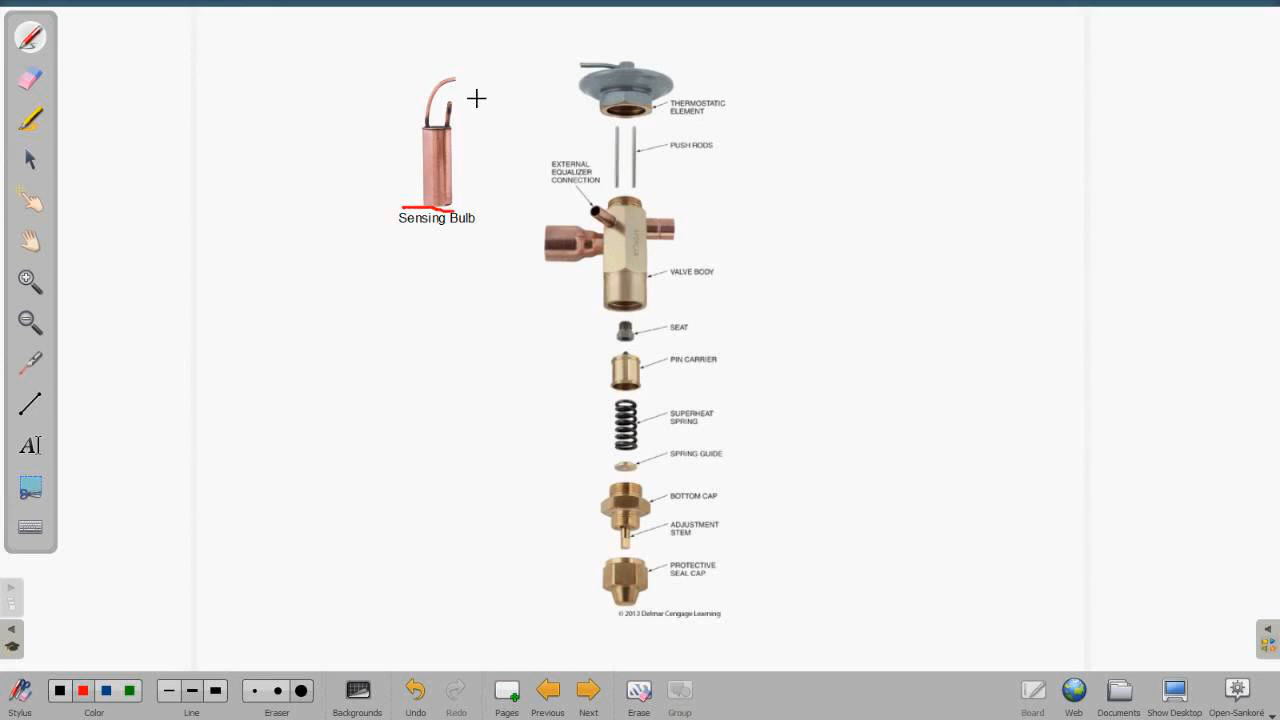 THERMOSTATIC
ELEMENT
PUSH RODS
EXTERNAL
EQUALIZER
CONNECTION
Sensing Bulb
VALVE BODY
SEAT
PIN CARRIER
SUPERHEAT
SPRING
SPRING GUIDE
BOTTOM CAP
ADJUSTMENT
STEM
PROTECTIVE
SEAL CAP
© 2013 Delmar Cengage Learning
Stylus
Color
Line
Eraser
Backgrounds
Undo
Redo
Pages
Previous
Next
Erase
Group
Board
Web
Documents
Show Desktop
Open-Sankoré